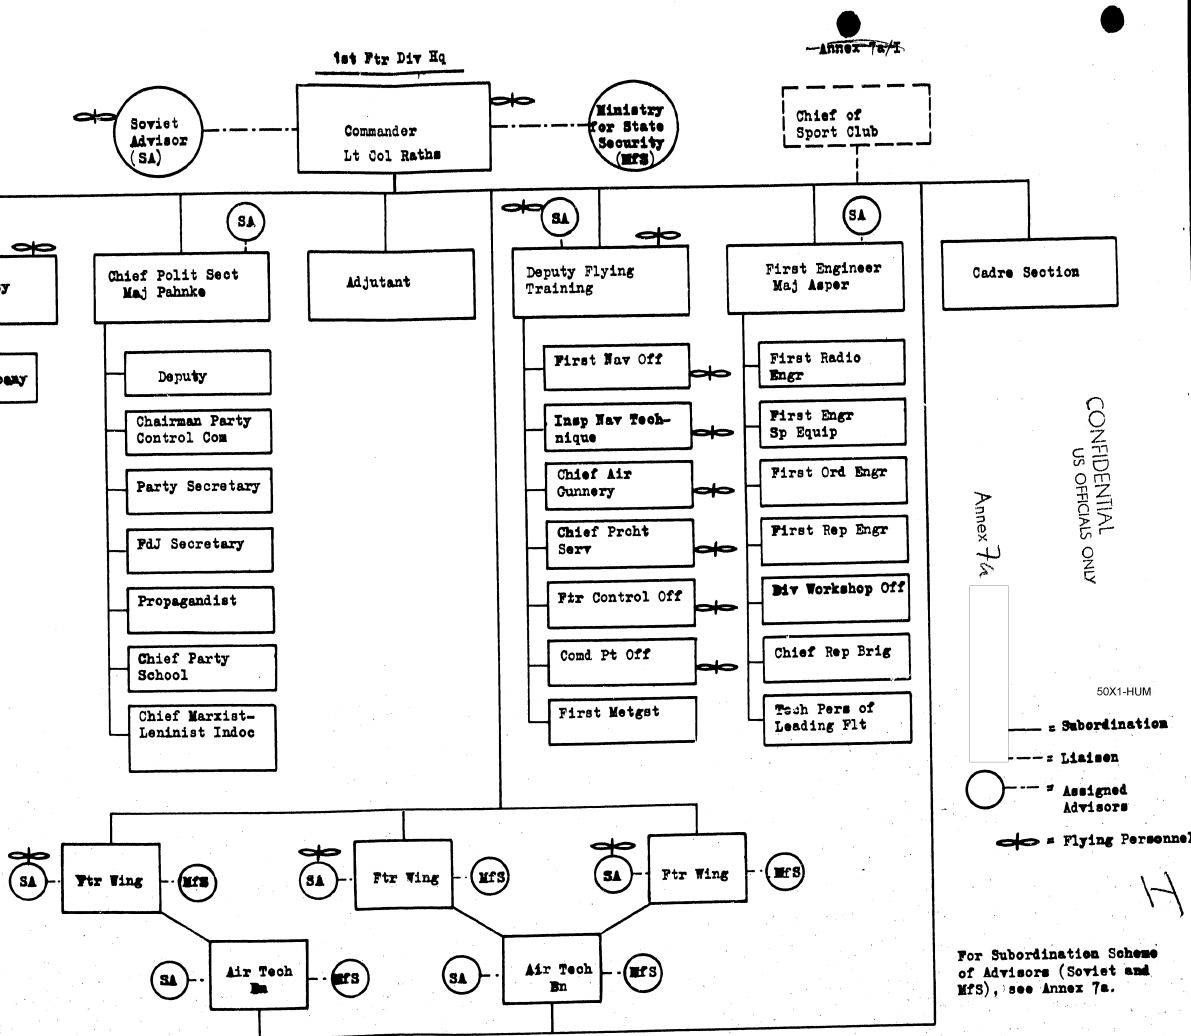 1st Ftr Div Hq
Annex 7a/I
Soviet
Advisor
(SA)
Commander
Lt Col Raths
Ministry
for State
Security
(MfS)
Chief of
Sport Club
SA
SA
SA
Chief Polit Sect
Maj Pahnke
Adjutant
Deputy Flying
Training
First Engineer
Maj Asper
Cadre Section
Deputy
Chairman Party
Control Com
Party Secretary
FdJ Secretary
Propagandist
Chief Party
School
Chief Marxist-
Leninist Indoc
First Nav Off
Insp Nav Tech-
nique
Chief Air
Gunnery
Chief Prcht
Serv
Ftr Control Off
Comd Pt Off
First Metgst
First Radio
Engr
First Engr
Sp Equip
First Ord Engr
First Rep Engr
Div Workshop Off
Chief Rep Brig
Tech Pers of
Leading Flt
CONFIDENTIAL
US OFFICIALS ONLY
Annex 7a
50X1-HUM
= Subordination
= Liaison
= Assigned
Advisors
= Flying Personnel
SA
Ftr Wing
MfS
SA
Ftr Wing
MfS
SA
Ftr Wing
MfS
SA
Air Tech
Bn
MfS
SA
Air Tech
Bn
MfS
H
For Subordination Scheme
of Advisors (Soviet and
MfS), see Annex 7a.